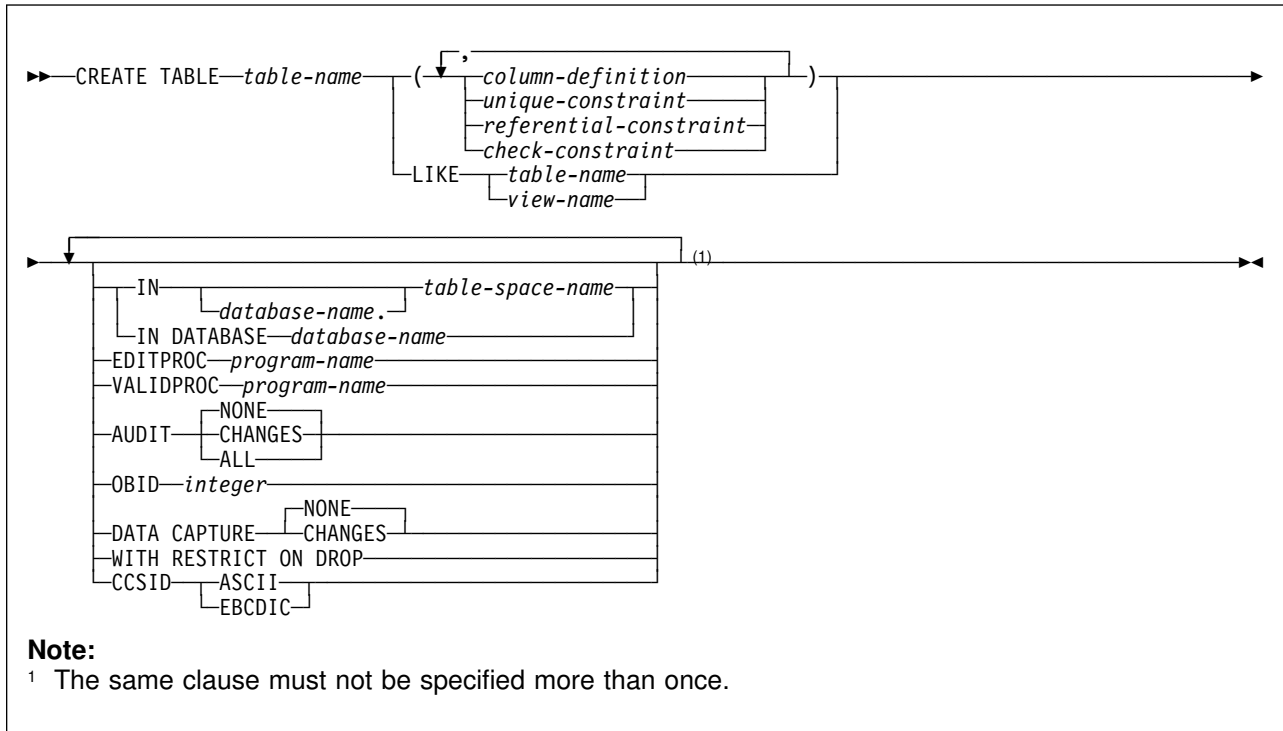 ,
CREATE TABLE table-name ( column-definition )
unique-constraint
referential-constraint
check-constraint
LIKE table-name
view-name
(1)
IN table-space-name
database-name.
IN DATABASE database-name
EDITPROC program-name
VALIDPROC program-name
NONE
AUDIT CHANGES
ALL
OBID integer
NONE
DATA CAPTURE CHANGES
WITH RESTRICT ON DROP
CCSID ASCII
EBCDIC
Note:
1 The same clause must not be specified more than once.